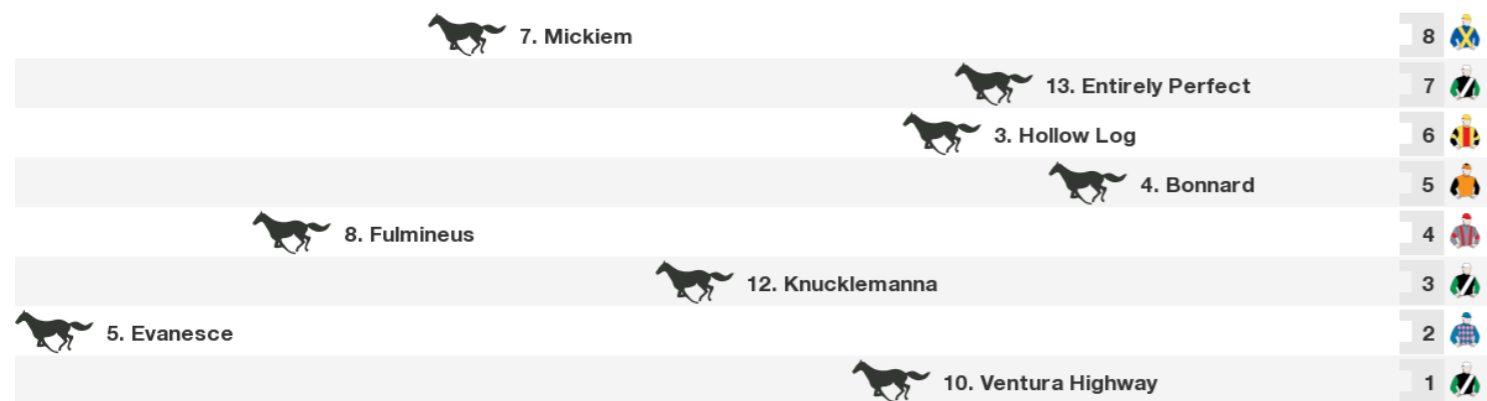 7. Mickiem 8
13. Entirely Perfect 7
3. Hollow Log 6
4. Bonnard 5
8. Fulmineus 4
12. Knucklemanna 3
5. Evanesce 2
10. Ventura Highway 1